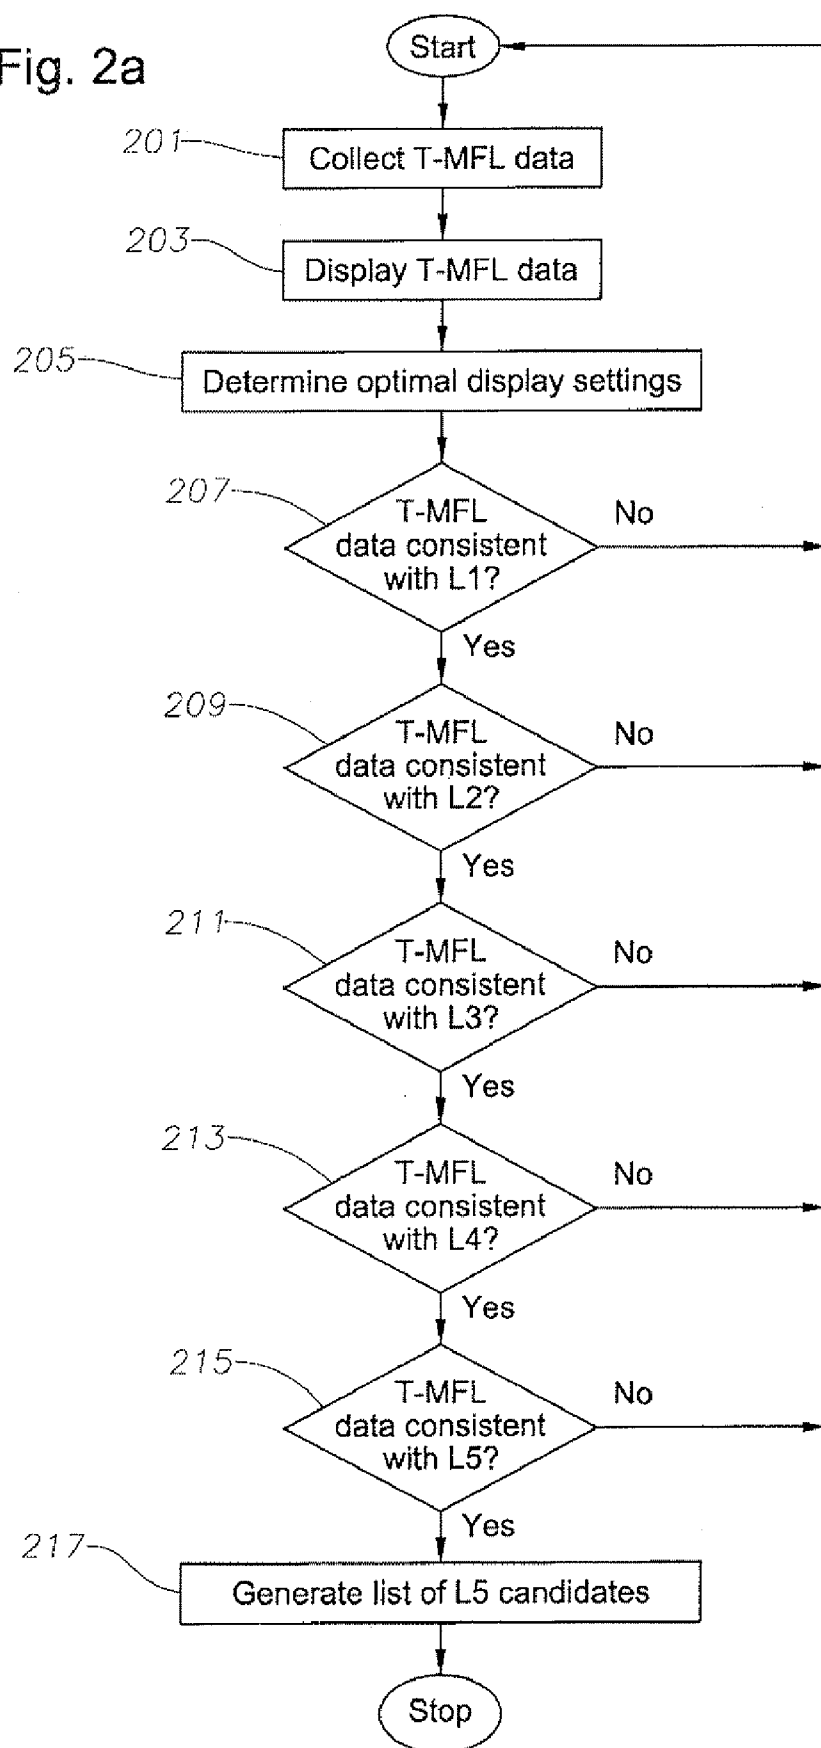 Fig. 2a
Start
201
Collect T-MFL data
203
Display T-MFL data
205
Determine optimal display settings
207
T-MFL
data consistent
with L1?
No
Yes
209
T-MFL
data consistent
with L2?
No
Yes
211
T-MFL
data consistent
with L3?
No
Yes
213
T-MFL
data consistent
with L4?
No
Yes
215
T-MFL
data consistent
with L5?
No
Yes
217
Generate list of L5 candidates
Stop